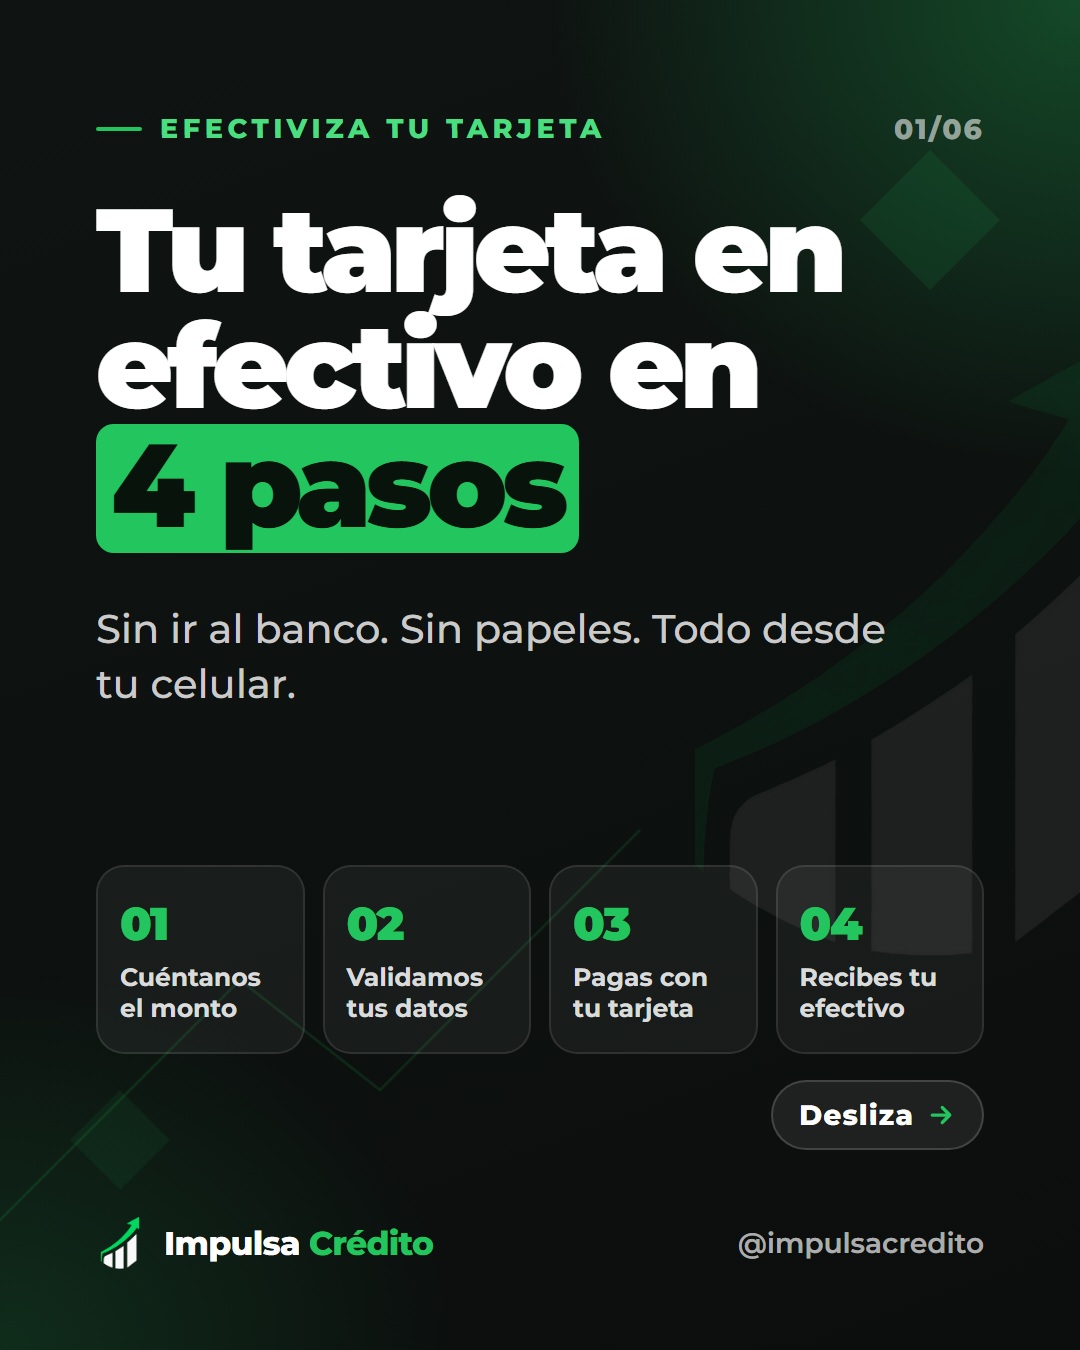 EFECTIVIZA TU TARJETA
01/06
Tu tarjeta en
efectivo en
4 pasos
Sin ir al banco. Sin papeles. Todo desde
tu celular.
01
Cuéntanos
el monto
02
Validamos
tus datos
03
Pagas con
tu tarjeta
04
Recibes tu
efectivo
Desliza →
Impulsa Crédito
@impulsacredito